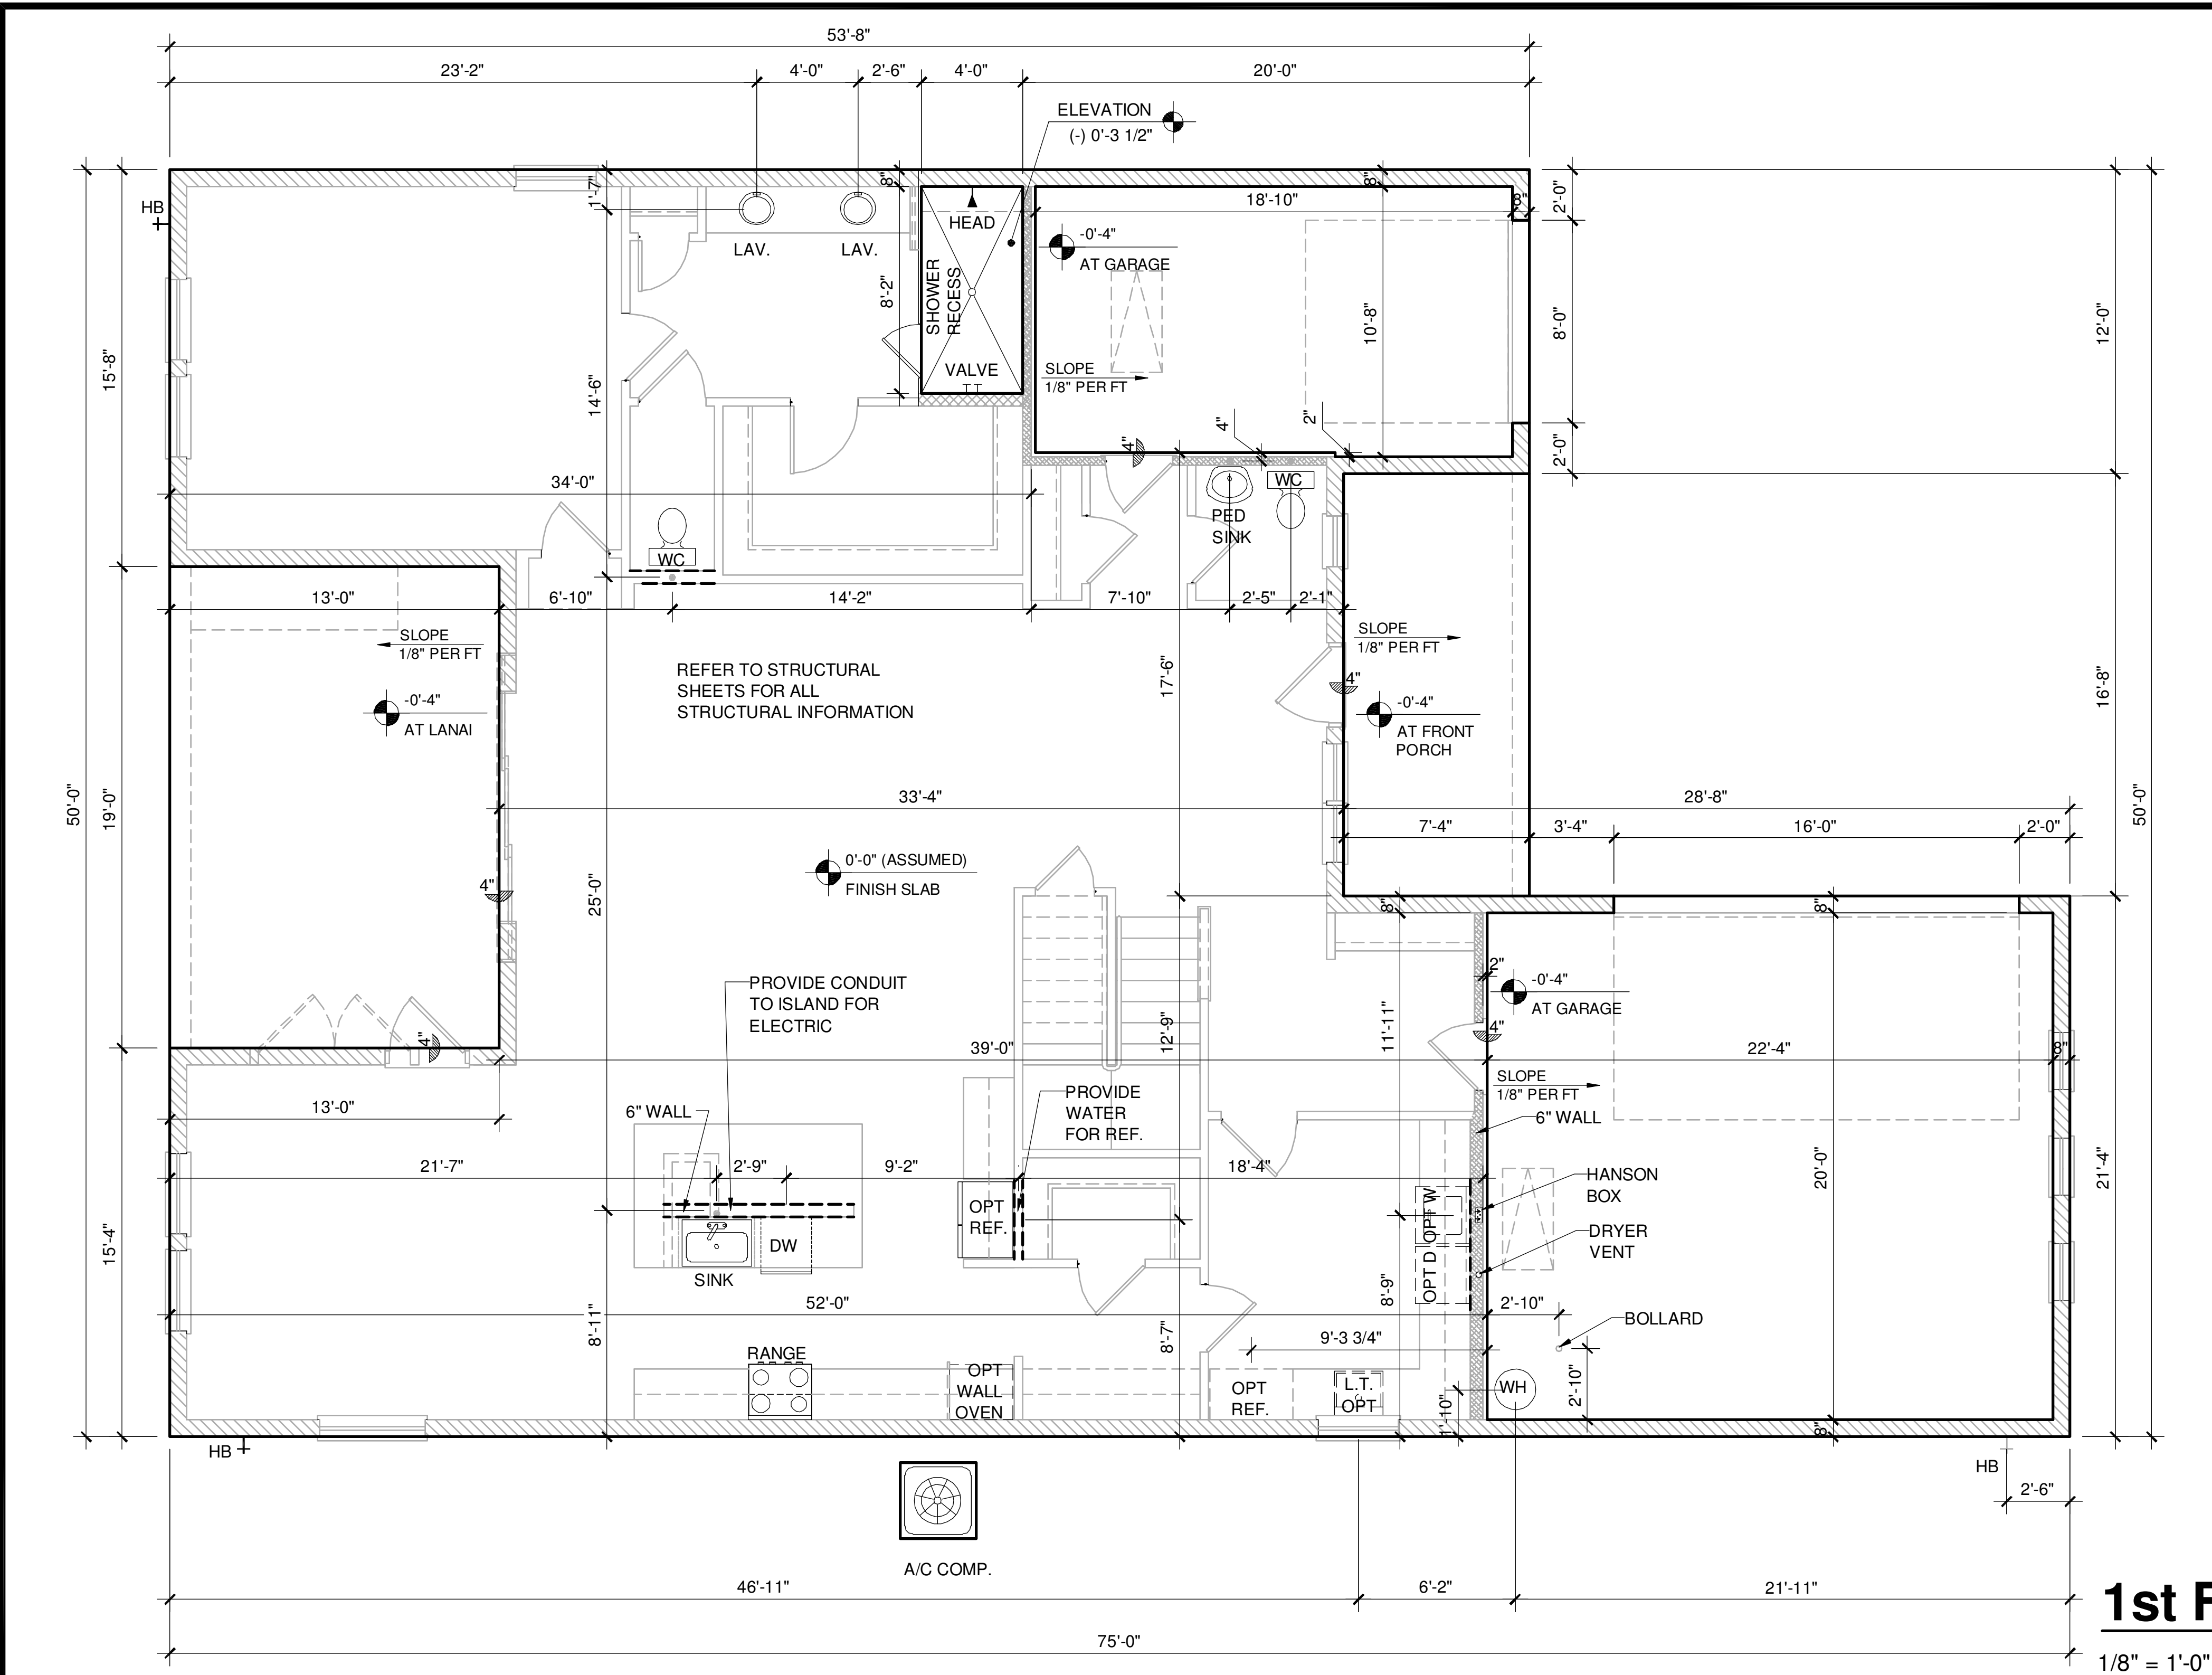 53'-8"
23'-2"
4'-0"
2'-6"
4'-0"
20'-0"
ELEVATION
(-) 0'-3 1/2"
HB
1'-7"
8"
8"
18'-10"
8"
2'-0"
LAV.
LAV.
HEAD
-0'-4"
AT GARAGE
SHOWER
RECESS
8'-2"
10'-8"
8'-0"
12'-0"
VALVE
SLOPE
1/8" PER FT
15'-8"
14'-6"
4"
4"
2"
2'-0"
34'-0"
WC
PED
SINK
WC
13'-0"
6'-10"
14'-2"
7'-10"
2'-5"
2'-1"
SLOPE
1/8" PER FT
SLOPE
1/8" PER FT
REFER TO STRUCTURAL
SHEETS FOR ALL
STRUCTURAL INFORMATION
17'-6"
4"
16'-8"
-0'-4"
AT LANAI
-0'-4"
AT FRONT
PORCH
50'-0"
19'-0"
33'-4"
28'-8"
50'-0"
7'-4"
3'-4"
16'-0"
2'-0"
0'-0" (ASSUMED)
FINISH SLAB
4"
25'-0"
8"
8"
PROVIDE CONDUIT
TO ISLAND FOR
ELECTRIC
2"
-0'-4"
AT GARAGE
4"
12'-9"
11'-11"
4"
39'-0"
22'-4"
8"
SLOPE
1/8" PER FT
13'-0"
6" WALL
PROVIDE
WATER
FOR REF.
6" WALL
21'-7"
2'-9"
9'-2"
18'-4"
20'-0"
21'-4"
HANSON
BOX
OPT
REF.
OPT W
DRYER
VENT
15'-4"
DW
SINK
OPT D
8'-9"
52'-0"
2'-10"
8'-11"
8'-7"
9'-3 3/4"
BOLLARD
RANGE
OPT
WALL
OVEN
OPT
REF.
L.T.
OPT
WH
2'-10"
1'-10"
8"
HB
HB
2'-6"
A/C COMP.
46'-11"
6'-2"
21'-11"
1st F
75'-0"
1/8" = 1'-0"